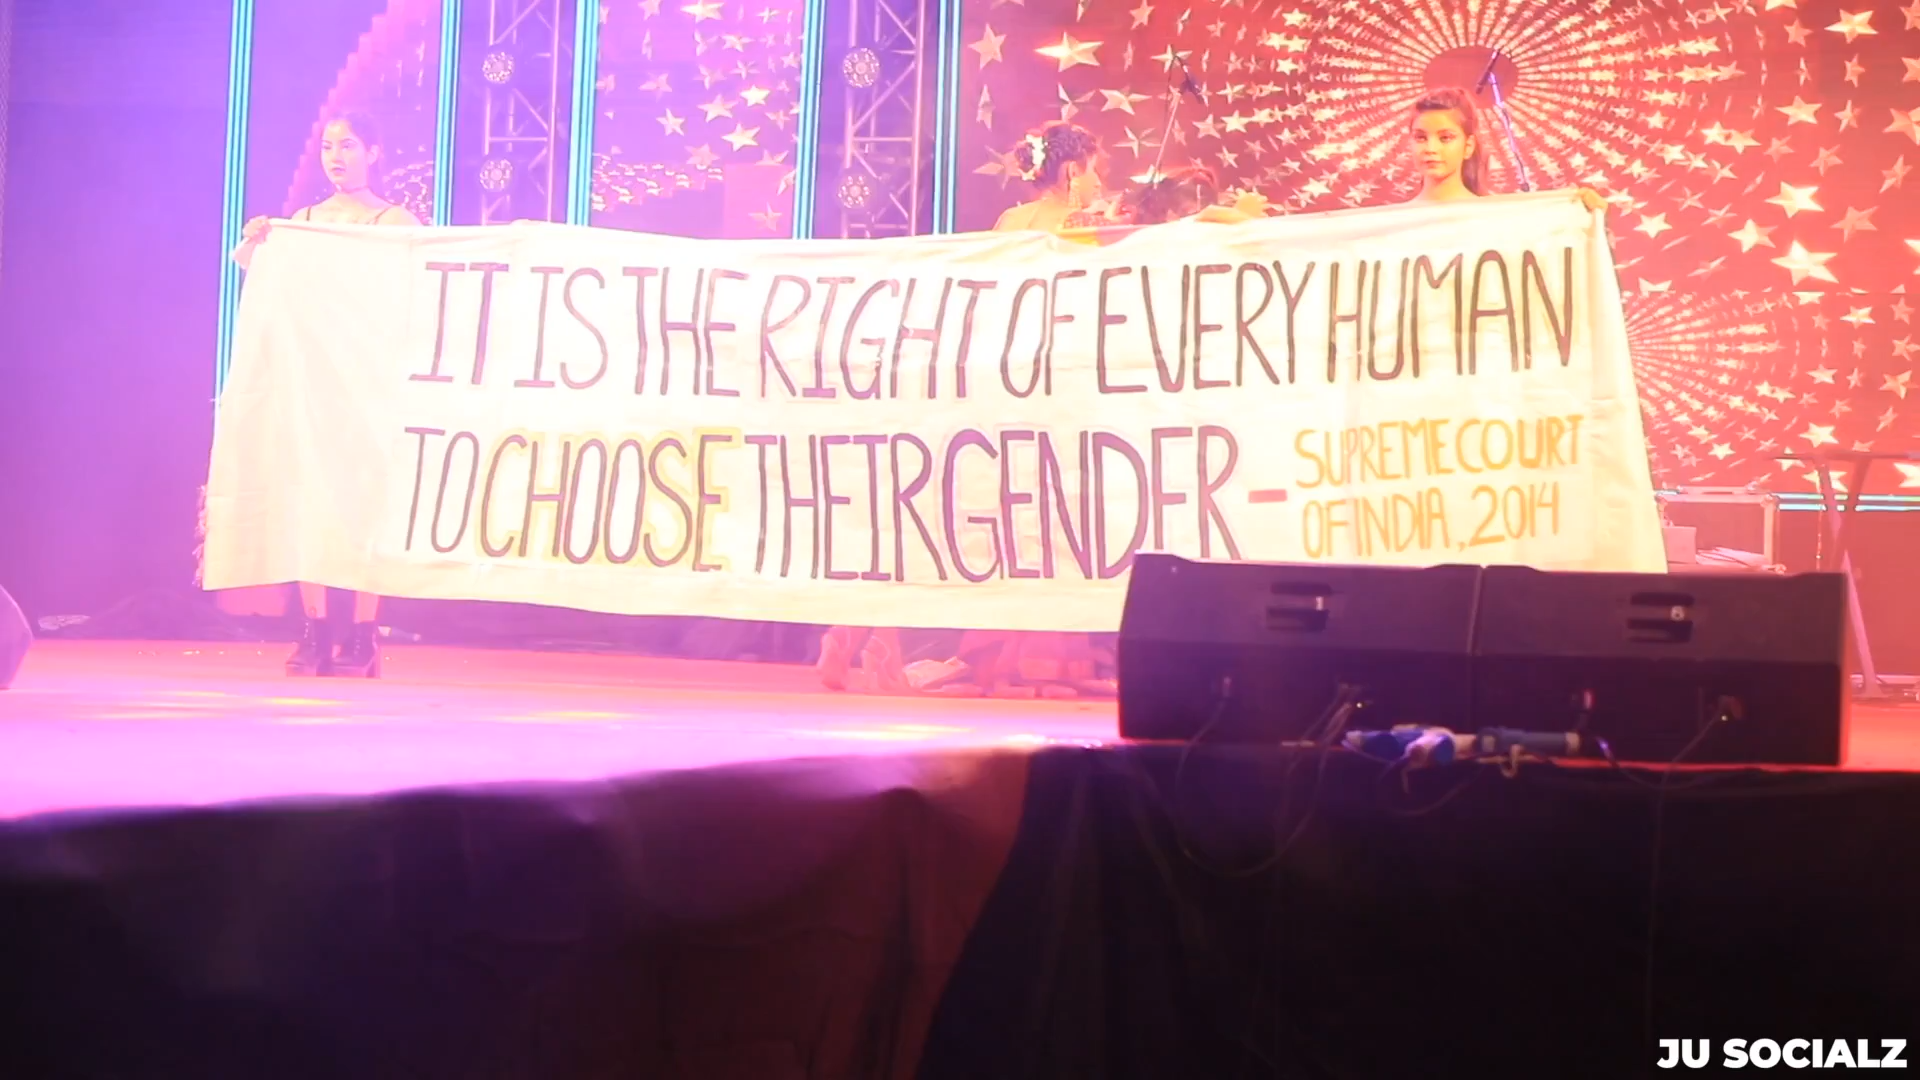 IT IS THE RIGHT OF EVERY HUMAN
TO CHOOSE THEIR GENDER - SUPREME COURT
OF INDIA, 2014
JU SOCIALZ